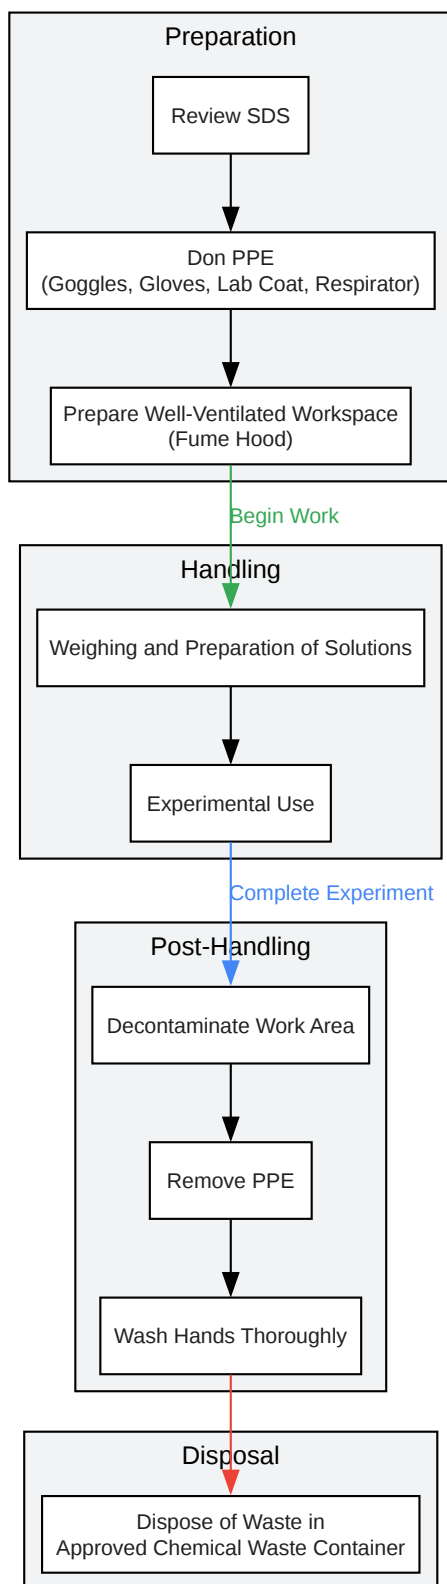 Preparation
Review SDS
Don PPE
(Goggles, Gloves, Lab Coat, Respirator)
Prepare Well-Ventilated Workspace
(Fume Hood)
Begin Work
Handling
Weighing and Preparation of Solutions
Experimental Use
Complete Experiment
Post-Handling
Decontaminate Work Area
Remove PPE
Wash Hands Thoroughly
Disposal
Dispose of Waste in
Approved Chemical Waste Container